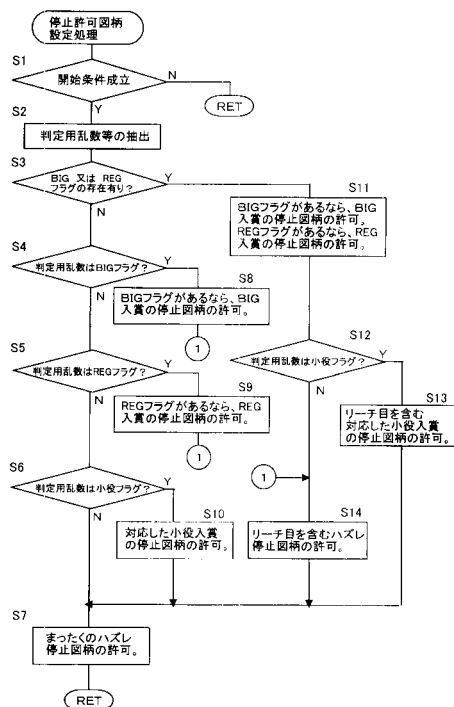 停止許可図柄
設定処理
S1
開始条件成立
N
RET
Y
S2
判定用乱数等の抽出
S3
BIG 又は REG
フラグの存在有り?
Y
N
S11
BIGフラグがあるなら、BIG
入賞の停止図柄の許可。
REGフラグがあるなら、REG
入賞の停止図柄の許可。
S4
判定用乱数はBIGフラグ?
Y
N
S8
BIGフラグがあるなら、BIG
入賞の停止図柄の許可。
1
S12
判定用乱数は小役フラグ?
Y
N
S5
判定用乱数はREGフラグ?
Y
N
S9
REGフラグがあるなら、REG
入賞の停止図柄の許可。
1
S13
リーチ目を含む
対応した小役入賞
の停止図柄の許可。
S6
判定用乱数は小役フラグ?
Y
N
1
S10
対応した小役入賞
の停止図柄の許可。
S14
リーチ目を含むハズレ
停止図柄の許可。
S7
まったくのハズレ
停止図柄の許可。
RET